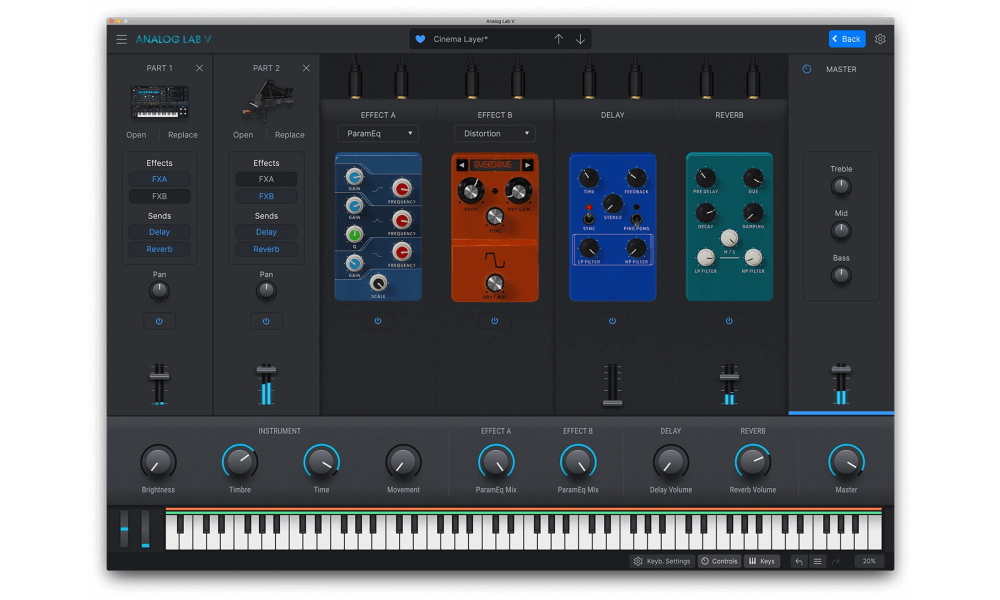 Analog Lab V
ANALOG LAB V
Cinema Layer*
Back
PART 1
PART 2
MASTER
EFFECT A
EFFECT B
DELAY
REVERB
Open Replace
Open Replace
ParamEq
Distortion
Effects
FXA
FXB
Sends
Delay
Reverb
Pan
Effects
FXA
FXB
Sends
Delay
Reverb
Pan
GAIN
FREQUENCY
GAIN
FREQUENCY
Q
FREQUENCY
GAIN
SCALE
OVERDRIVE
DRIVE
OUT GAIN
TONE
DRY / WET
TIME
FEEDBACK
STEREO
SYNC
PING PONG
LP FILTER
HP FILTER
PRE DELAY
SIZE
DECAY
DAMPING
M / S
LP FILTER
HP FILTER
Treble
Mid
Bass
INSTRUMENT
EFFECT A
EFFECT B
DELAY
REVERB
Brightness
Timbre
Time
Movement
ParamEq Mix
ParamEq Mix
Delay Volume
Reverb Volume
Master
Keyb. Settings
Controls
Keys
20%